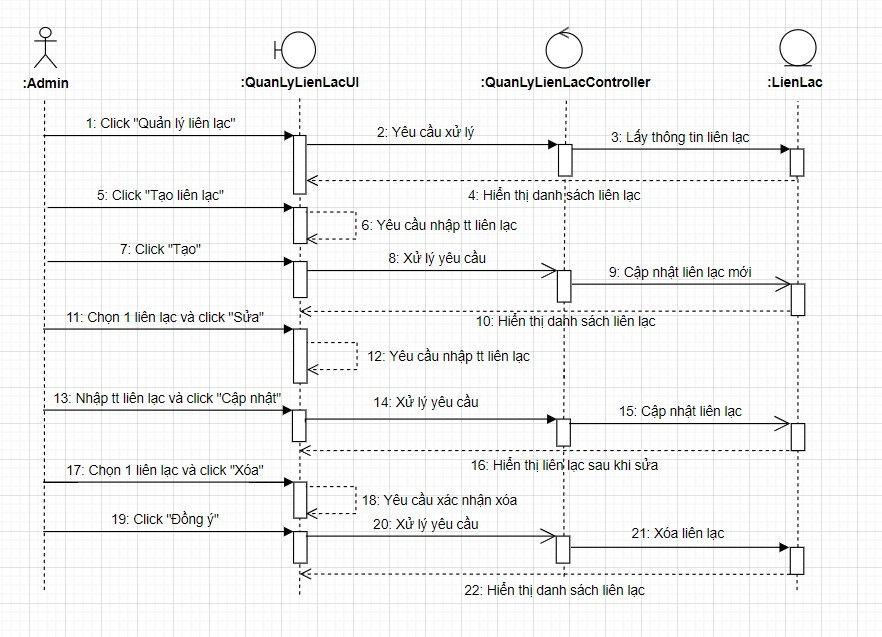 :Admin
:QuanLyLienLacUI
:QuanLyLienLacController
:LienLac
1: Click "Quản lý liên lạc"
2: Yêu cầu xử lý
3: Lấy thông tin liên lạc
4: Hiển thị danh sách liên lạc
5: Click "Tạo liên lạc"
6: Yêu cầu nhập tt liên lạc
7: Click "Tạo"
8: Xử lý yêu cầu
9: Cập nhật liên lạc mới
10: Hiển thị danh sách liên lạc
11: Chọn 1 liên lạc và click "Sửa"
12: Yêu cầu nhập tt liên lạc
13: Nhập tt liên lạc và click "Cập nhật"
14: Xử lý yêu cầu
15: Cập nhật liên lạc
16: Hiển thị liên lạc sau khi sửa
17: Chọn 1 liên lạc và click "Xóa"
18: Yêu cầu xác nhận xóa
19: Click "Đồng ý"
20: Xử lý yêu cầu
21: Xóa liên lạc
22: Hiển thị danh sách liên lạc